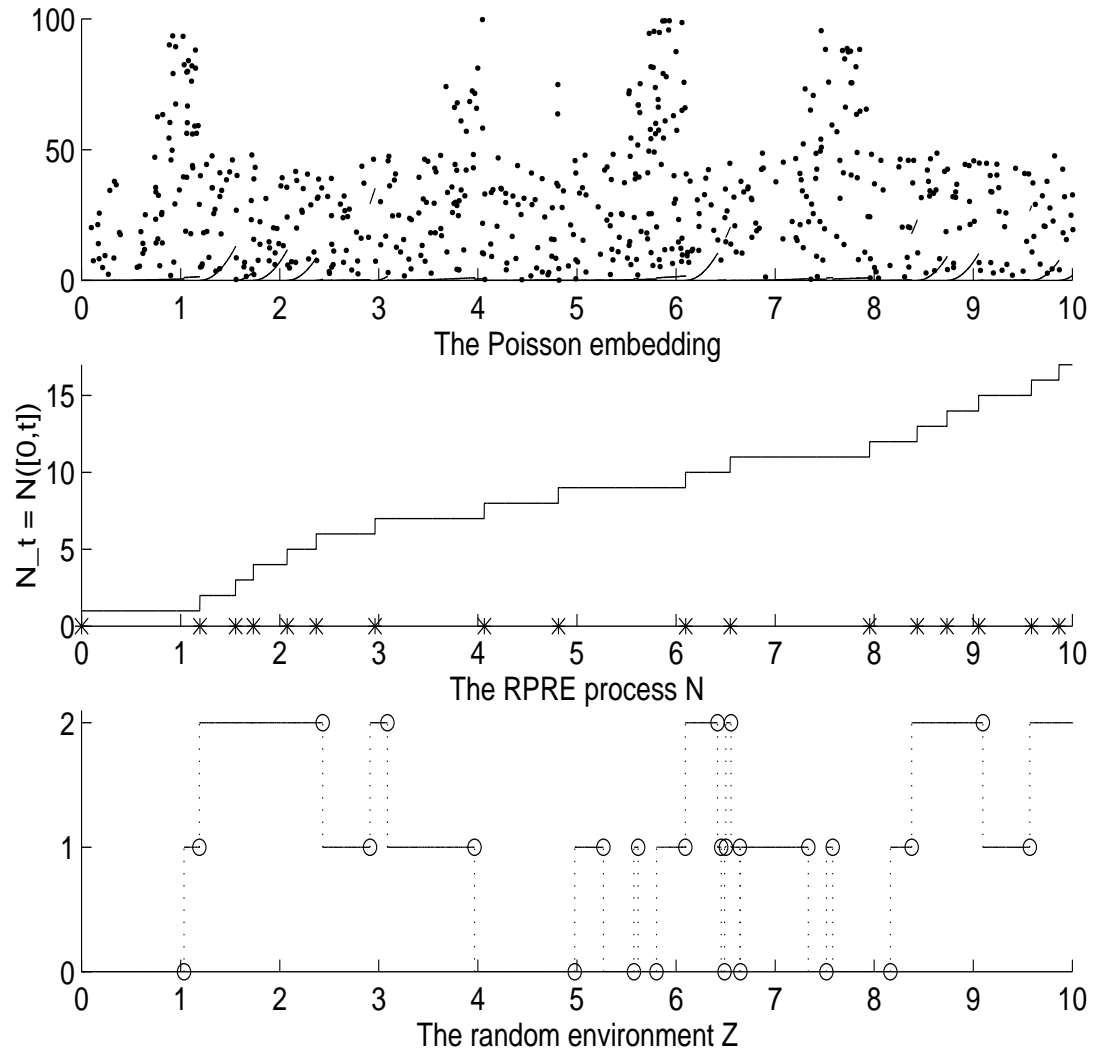 100
50
0
0 1 2 3 4 5 6 7 8 9 10
The Poisson embedding
N_t = N([0,t])
15
10
5
0
0 1 2 3 4 5 6 7 8 9 10
The RPRE process N
2
1
0
0 1 2 3 4 5 6 7 8 9 10
The random environment Z